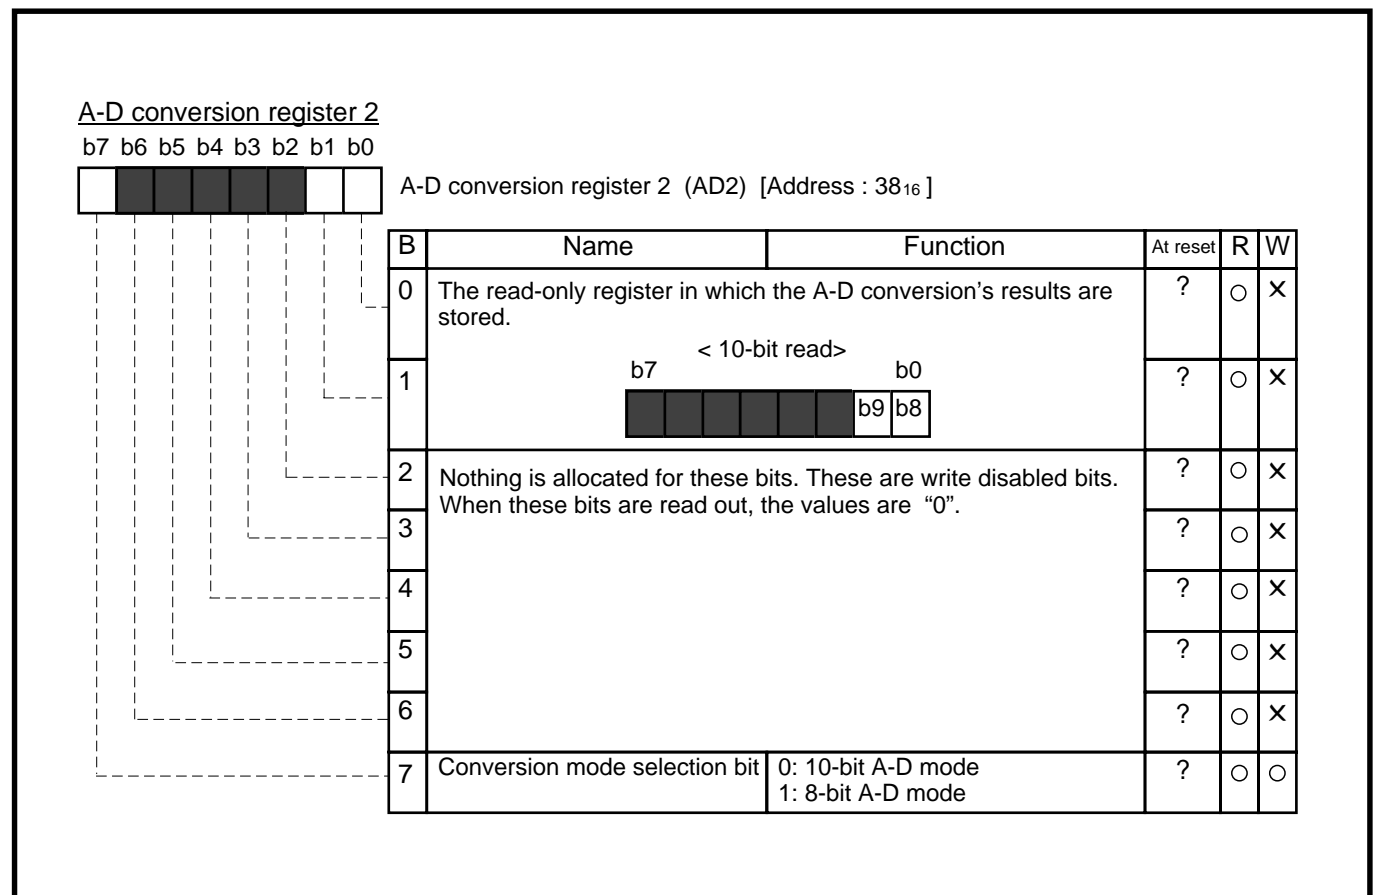 A-D conversion register 2
b7 b6 b5 b4 b3 b2 b1 b0
A-D conversion register 2 (AD2) [Address : 38₁₆ ]
B Name Function At reset R W
0 The read-only register in which the A-D conversion’s results are ? ○ ×
stored.
< 10-bit read>
b7 b0
1 ? ○ ×
b9 b8
2 Nothing is allocated for these bits. These are write disabled bits. ? ○ ×
When these bits are read out, the values are “0”.
3 ? ○ ×
4 ? ○ ×
5 ? ○ ×
6 ? ○ ×
7 Conversion mode selection bit 0: 10-bit A-D mode ? ○ ○
1: 8-bit A-D mode